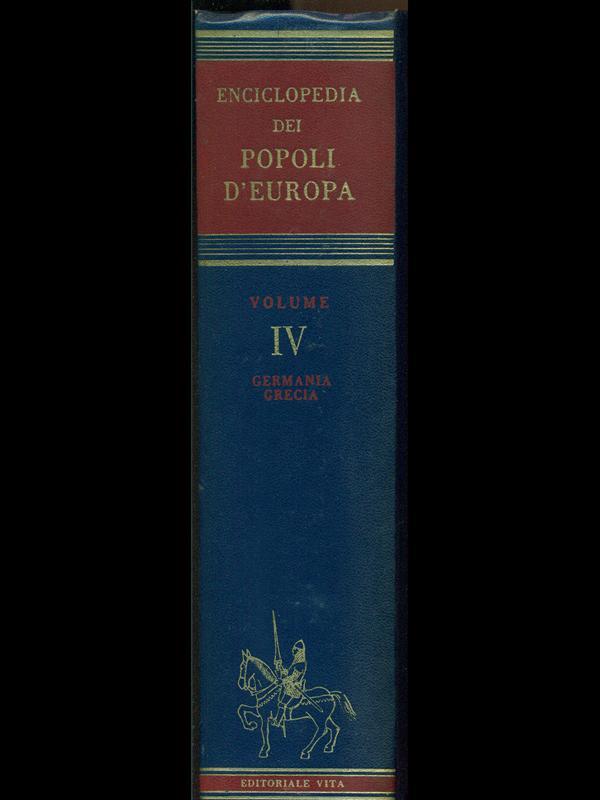 ENCICLOPEDIA
DEI
POPOLI
D'EUROPA
VOLUME
IV
GERMANIA
GRECIA
EDITORIALE VITA